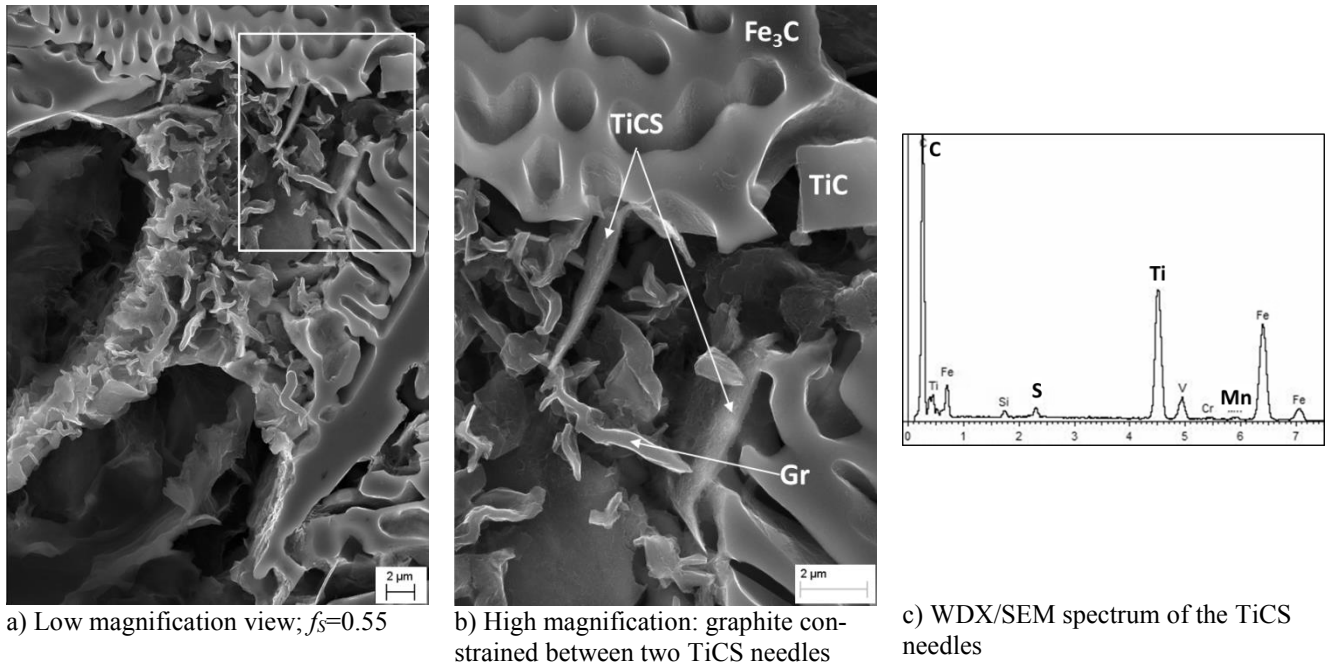 Fe₃C
TiCS
TiC
Gr
2 µm
2 µm
C
C
Ti
Fe
Si
S
Ti
V
Cr
Mn
Fe
Fe
0 1 2 3 4 5 6 7
a) Low magnification view; fS=0.55
b) High magnification: graphite con-
strained between two TiCS needles
c) WDX/SEM spectrum of the TiCS
needles